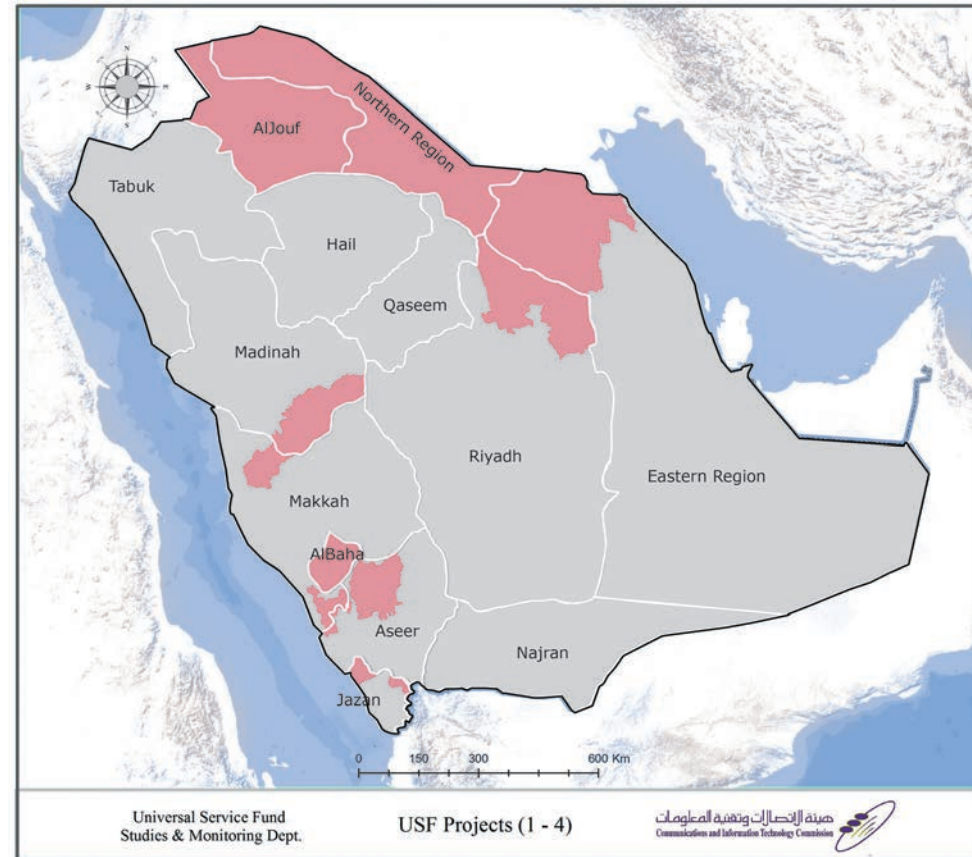 N
E
S
W
Northern Region
AlJouf
Tabuk
Hail
Qaseem
Madinah
Riyadh
Eastern Region
Makkah
AlBaha
Aseer
Najran
Jazan
0 150 300 600 Km
Universal Service Fund
Studies & Monitoring Dept.
USF Projects (1 - 4)
هيئة الاتصالات وتقنية المعلومات
Communications and Information Technology Commission